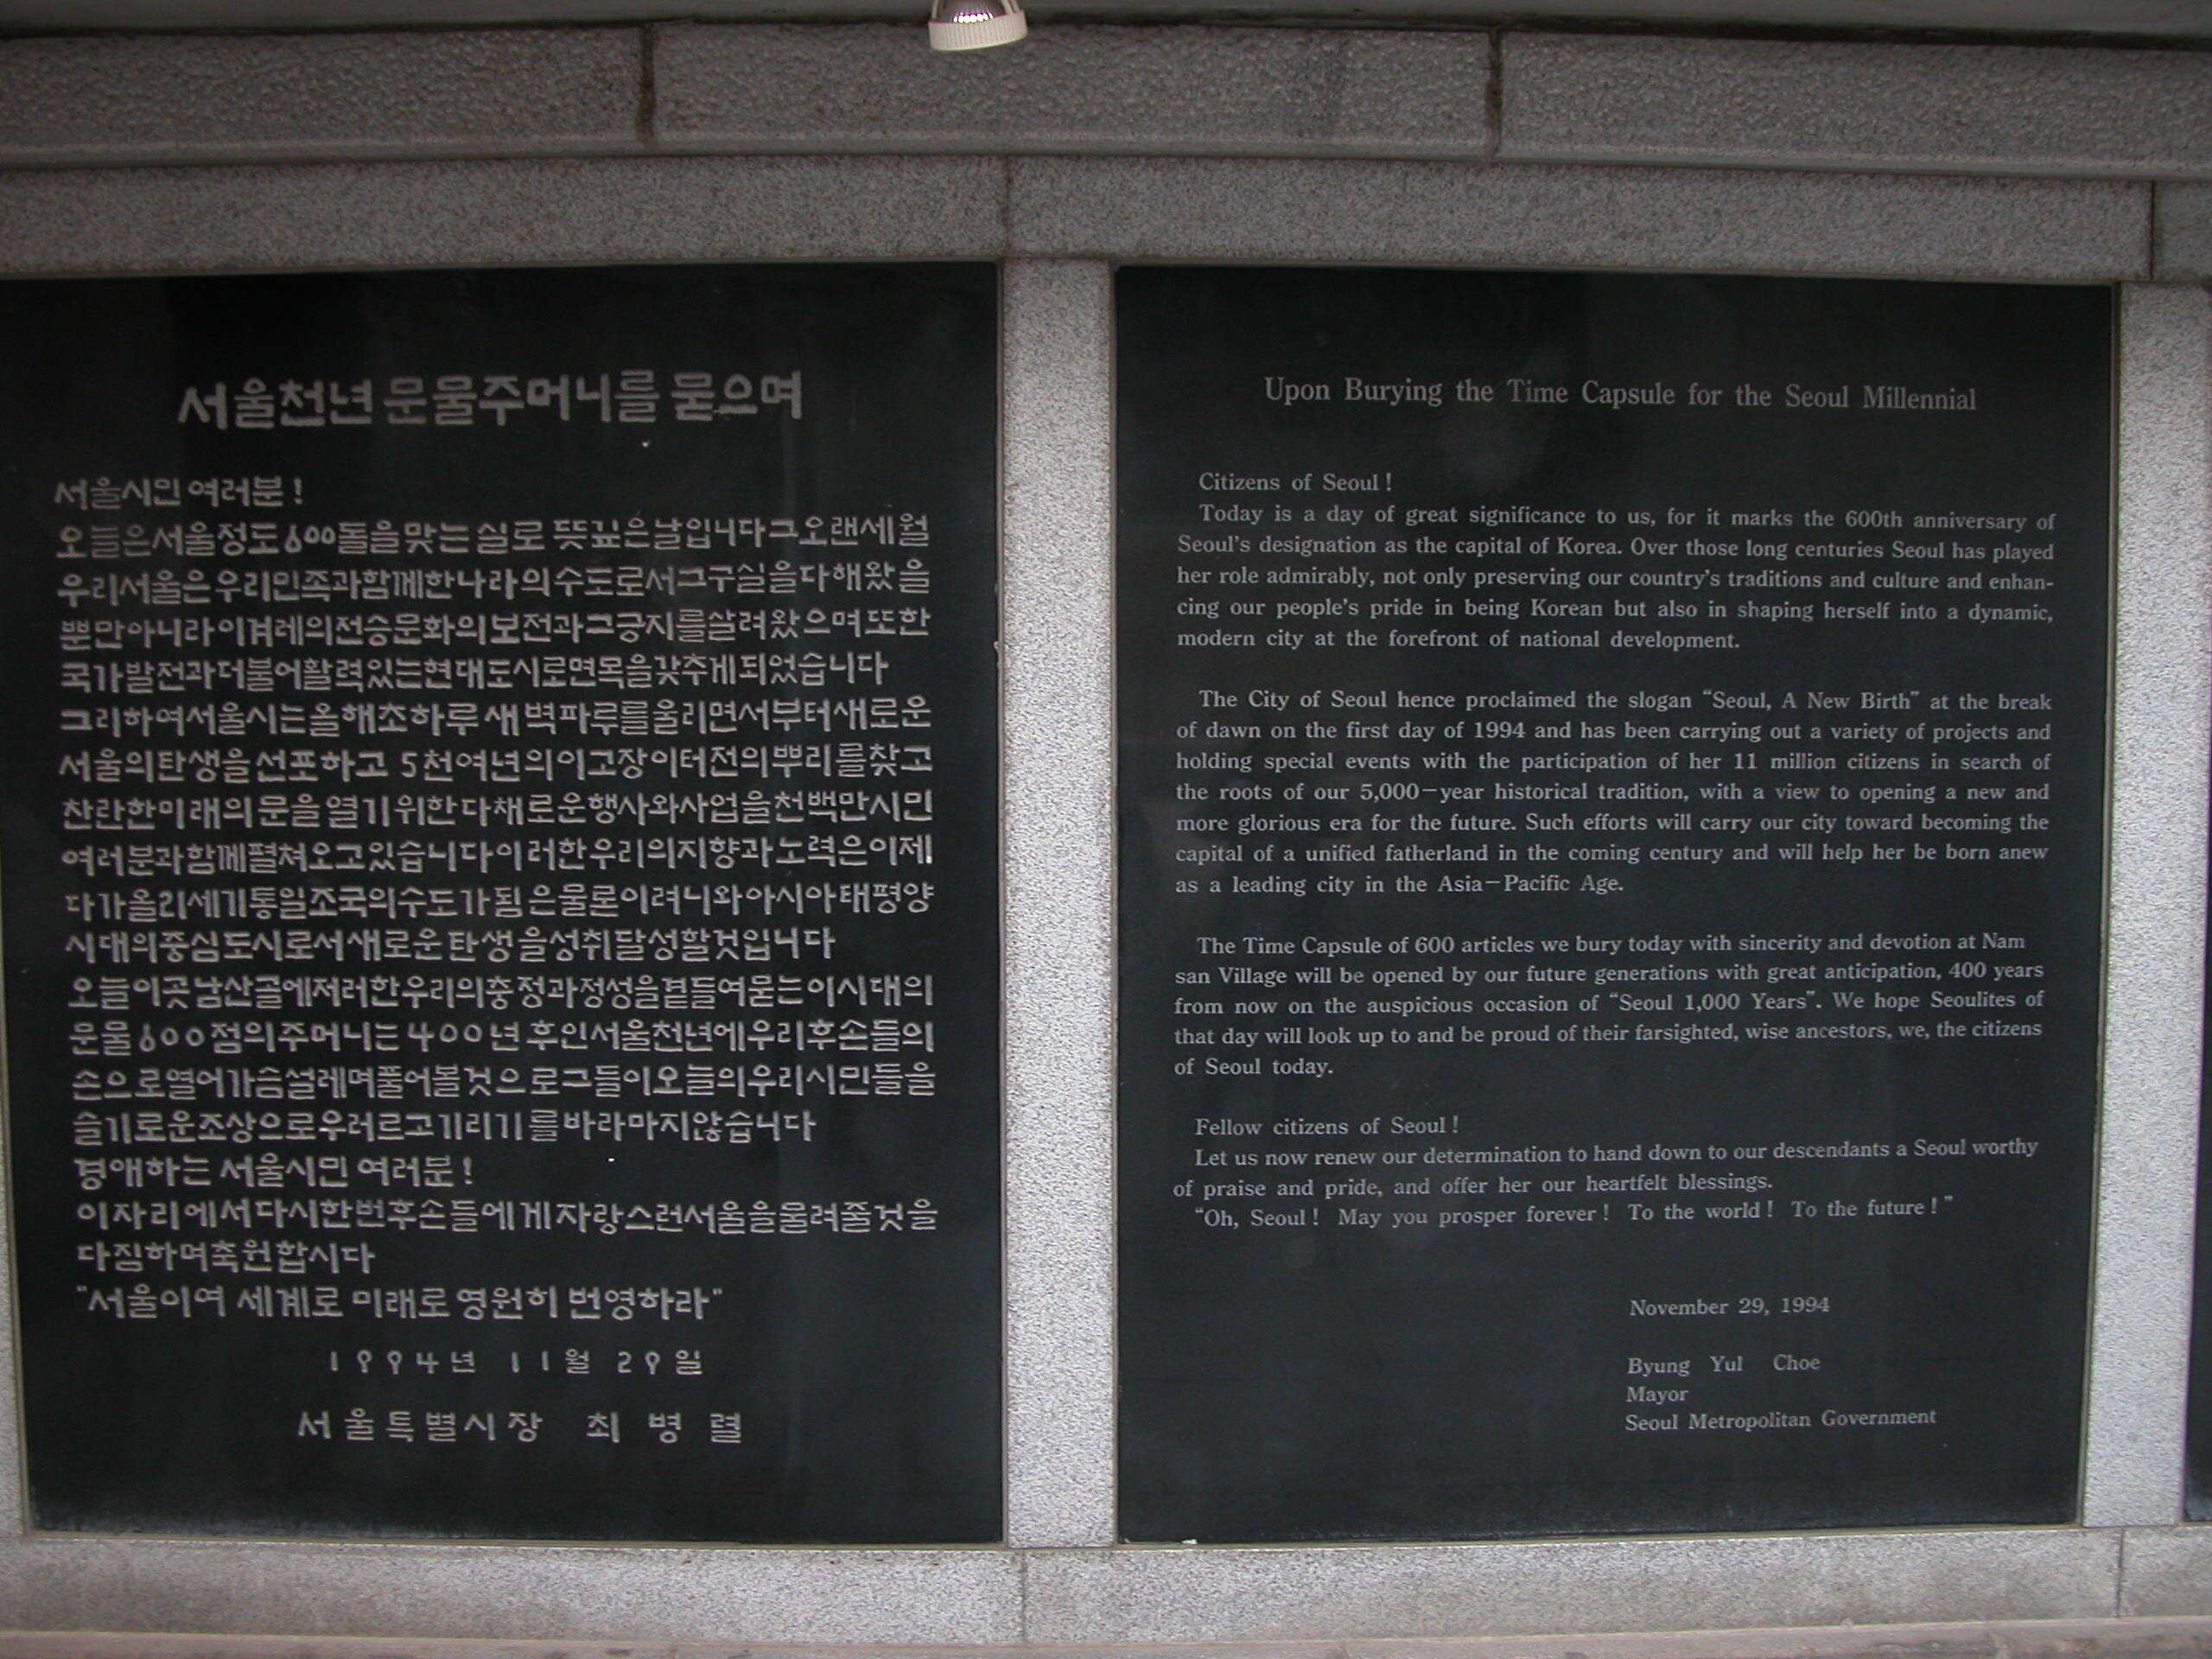 서울천년 문물주머니를 묻으며
서울시민 여러분!
오늘은서울정도600돌을맞는실로뜻깊은날입니다그오랜세월
우리서울은우리민족과함께한나라의수도로서그구실을다해왔을
뿐만아니라이겨레의전승문화의보전과그긍지를살려왔으며또한
국가발전과더불어활력있는현대도시로면목을갖추게되었습니다
그리하여서울시는올해초하루새벽파루를울리면서부터새로운
서울의탄생을선포하고 5천여년의이고장이터전의뿌리를찾고
찬란한미래의문을열기위한다채로운행사와사업을천백만시민
여러분과함께펼쳐오고있습니다이러한우리의지향과노력은이제
다가올21세기통일조국의수도가됨은물론이려니와아시아태평양
시대의중심도시로서새로운탄생을성취달성할것입니다
오늘이곳남산골에저러한우리의충정과정성을곁들여묻는이시대의
문물600점의주머니는400년후인서울천년에우리후손들의
손으로열어가슴설레며풀어볼것으로그들이오늘의우리시민들을
슬기로운조상으로우러르고기리기를바라마지않습니다
경애하는 서울시민 여러분!
이자리에서다시한번후손들에게자랑스런서울을물려줄것을
다짐하며축원합시다
"서울이여 세계로 미래로 영원히 번영하라"
1994년 11월 29일
서울특별시장 최병렬
Upon Burying the Time Capsule for the Seoul Millennial
Citizens of Seoul!
Today is a day of great significance to us, for it marks the 600th anniversary of
Seoul's designation as the capital of Korea. Over those long centuries Seoul has played
her role admirably, not only preserving our country's traditions and culture and enhan-
cing our people's pride in being Korean but also in shaping herself into a dynamic,
modern city at the forefront of national development.
The City of Seoul hence proclaimed the slogan "Seoul, A New Birth" at the break
of dawn on the first day of 1994 and has been carrying out a variety of projects and
holding special events with the participation of her 11 million citizens in search of
the roots of our 5,000-year historical tradition, with a view to opening a new and
more glorious era for the future. Such efforts will carry our city toward becoming the
capital of a unified fatherland in the coming century and will help her be born anew
as a leading city in the Asia-Pacific Age.
The Time Capsule of 600 articles we bury today with sincerity and devotion at Nam
san Village will be opened by our future generations with great anticipation, 400 years
from now on the auspicious occasion of "Seoul 1,000 Years". We hope Seoulites of
that day will look up to and be proud of their farsighted, wise ancestors, we, the citizens
of Seoul today.
Fellow citizens of Seoul!
Let us now renew our determination to hand down to our descendants a Seoul worthy
of praise and pride, and offer her our heartfelt blessings.
"Oh, Seoul! May you prosper forever! To the world! To the future!"
November 29, 1994
Byung Yul Choe
Mayor
Seoul Metropolitan Government